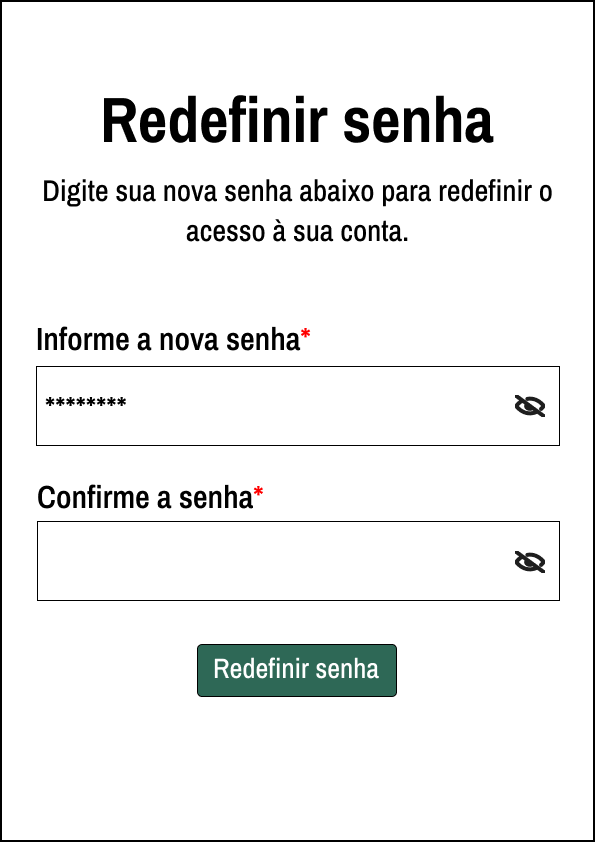 Redefinir senha
Digite sua nova senha abaixo para redefinir o
acesso à sua conta.
Informe a nova senha*
********
Confirme a senha*
Redefinir senha